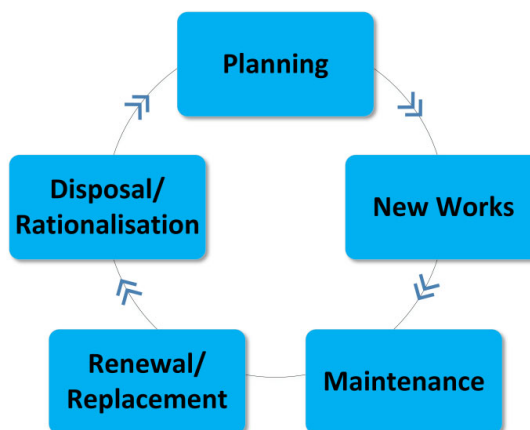 Planning
New Works
Maintenance
Renewal/
Replacement
Disposal/
Rationalisation